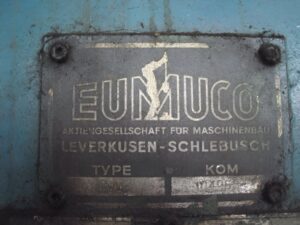 EUMUCO
AKTIENGESELLSCHAFT FÜR MASCHINENBAU
LEVERKUSEN-SCHLEBUSCH
TYPE KOM